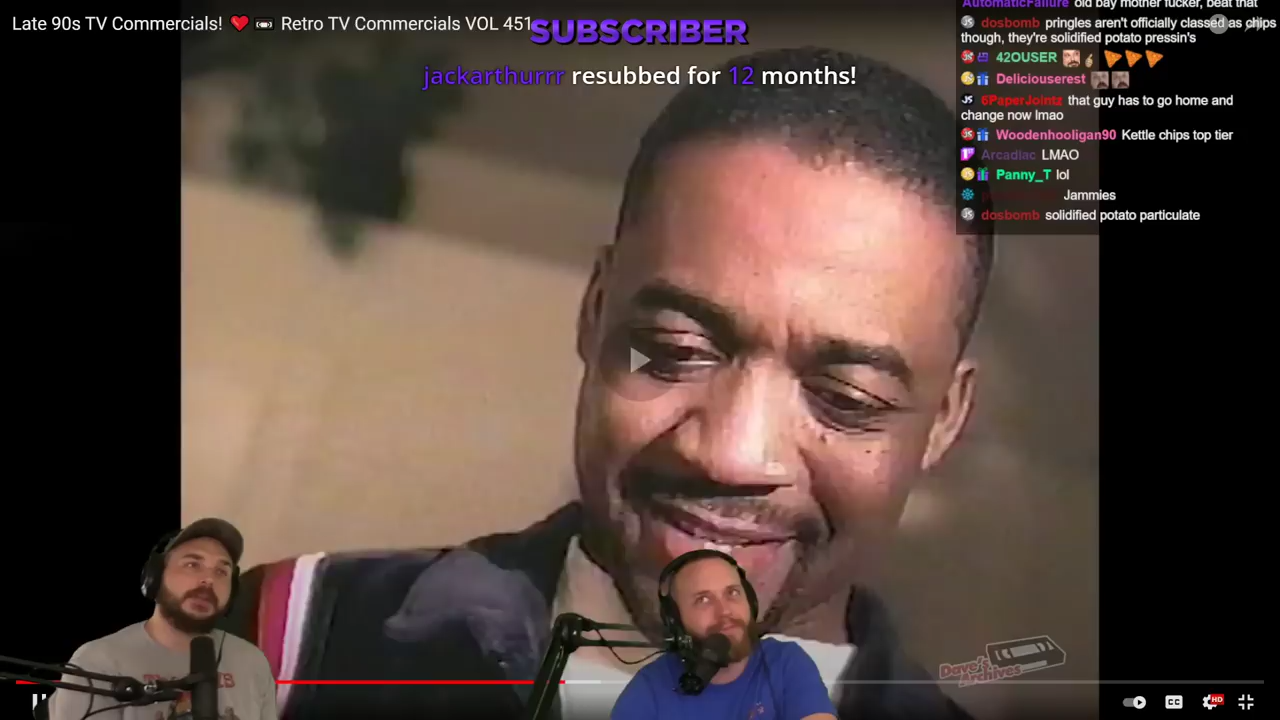 Late 90s TV Commercials! ❤️ 📼 Retro TV Commercials VOL 451
SUBSCRIBER
jackarthurrr resubbed for 12 months!
AutomaticFailure old bay mother fucker, beat that
dosbomb pringles aren't officially classed as chips
though, they're solidified potato pressin's
42OUSER
Deliciouserest
6PaperJointz that guy has to go home and
change now lmao
Woodenhooligan90 Kettle chips top tier
Arcadiac LMAO
Panny_T lol
Jammies
dosbomb solidified potato particulate
Dave's
Archives
CC
HD